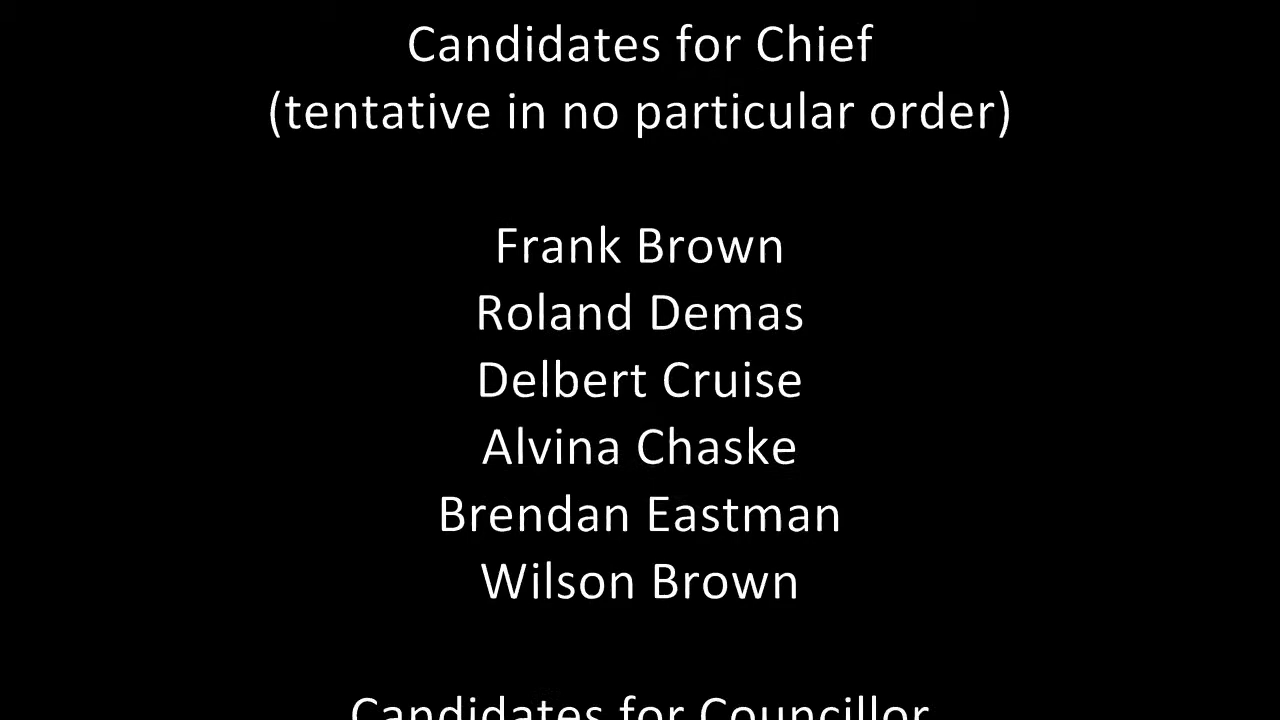 Candidates for Chief
(tentative in no particular order)
Frank Brown
Roland Demas
Delbert Cruise
Alvina Chaske
Brendan Eastman
Wilson Brown
Candidates for Councillor